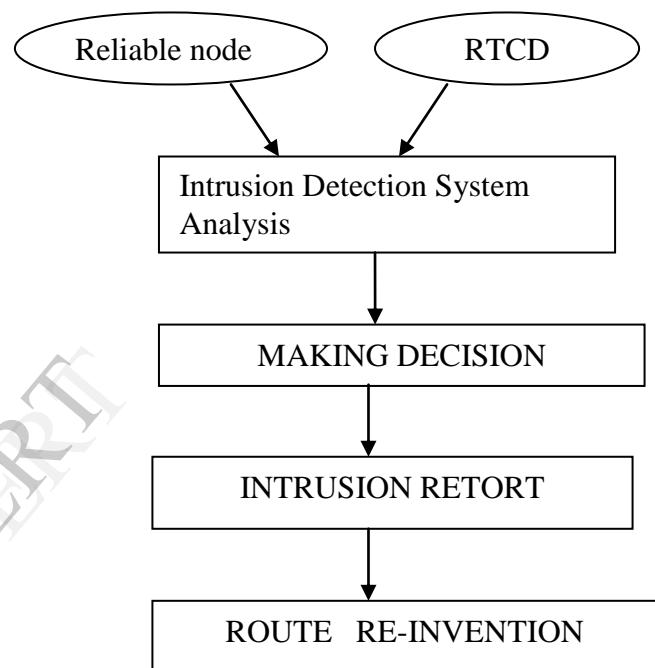 Reliable node
RTCD
Intrusion Detection System
Analysis
MAKING DECISION
INTRUSION RETORT
ROUTE RE-INVENTION